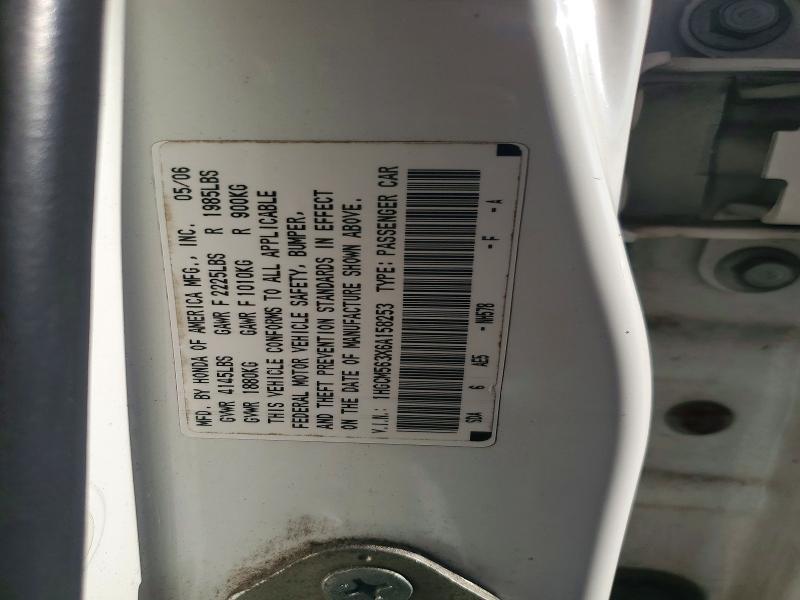 MFD. BY HONDA OF AMERICA MFG., INC. 05/06
GVWR 4145LBS GAWR F 2225LBS R 1985LBS
GVWR 1880KG GAWR F 1010KG R 900KG
THIS VEHICLE CONFORMS TO ALL APPLICABLE
FEDERAL MOTOR VEHICLE SAFETY, BUMPER,
AND THEFT PREVENTION STANDARDS IN EFFECT
ON THE DATE OF MANUFACTURE SHOWN ABOVE.
V.I.N.: 1HGCM563X6A158253 TYPE: PASSENGER CAR
SDA 6 AE5 -NH578 -F -A